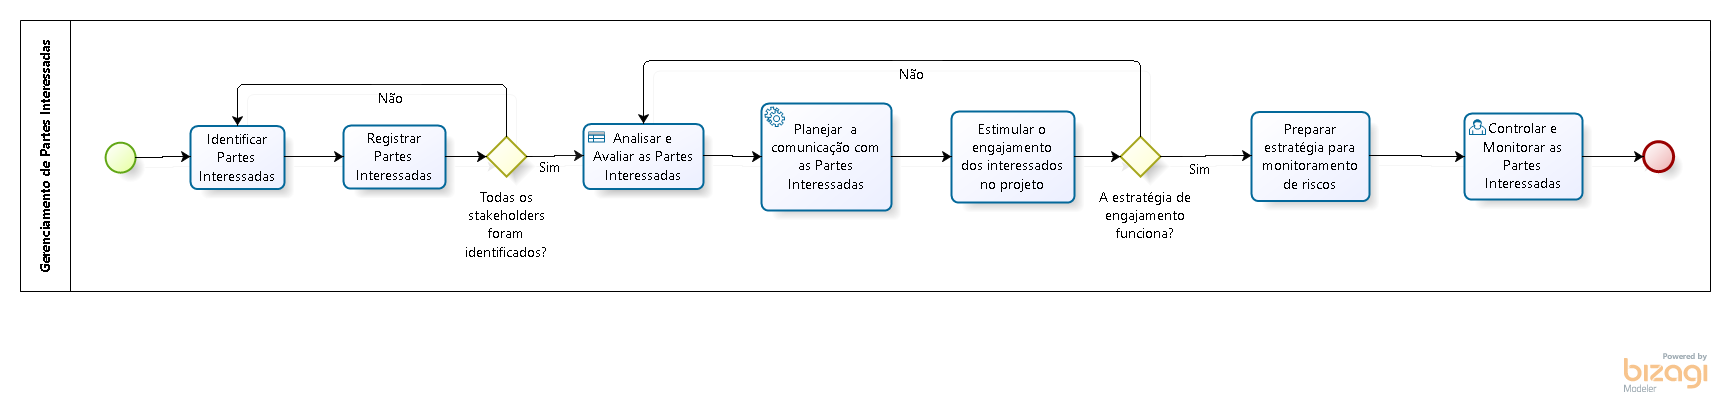 Gerenciamento de Partes Interessadas
Identificar
Partes
Interessadas
Não
Registrar
Partes
Interessadas
Sim
Todas os
stakeholders
foram
identificados?
Analisar e
Avaliar as Partes
Interessadas
Planejar a
comunicação com
as Partes
Interessadas
Não
Estimular o
engajamento
dos interessados
no projeto
Sim
A estratégia de
engajamento
funciona?
Preparar
estratégia para
monitoramento
de riscos
Controlar e
Monitorar as
Partes
Interessadas
Powered by
bizagi
Modeler